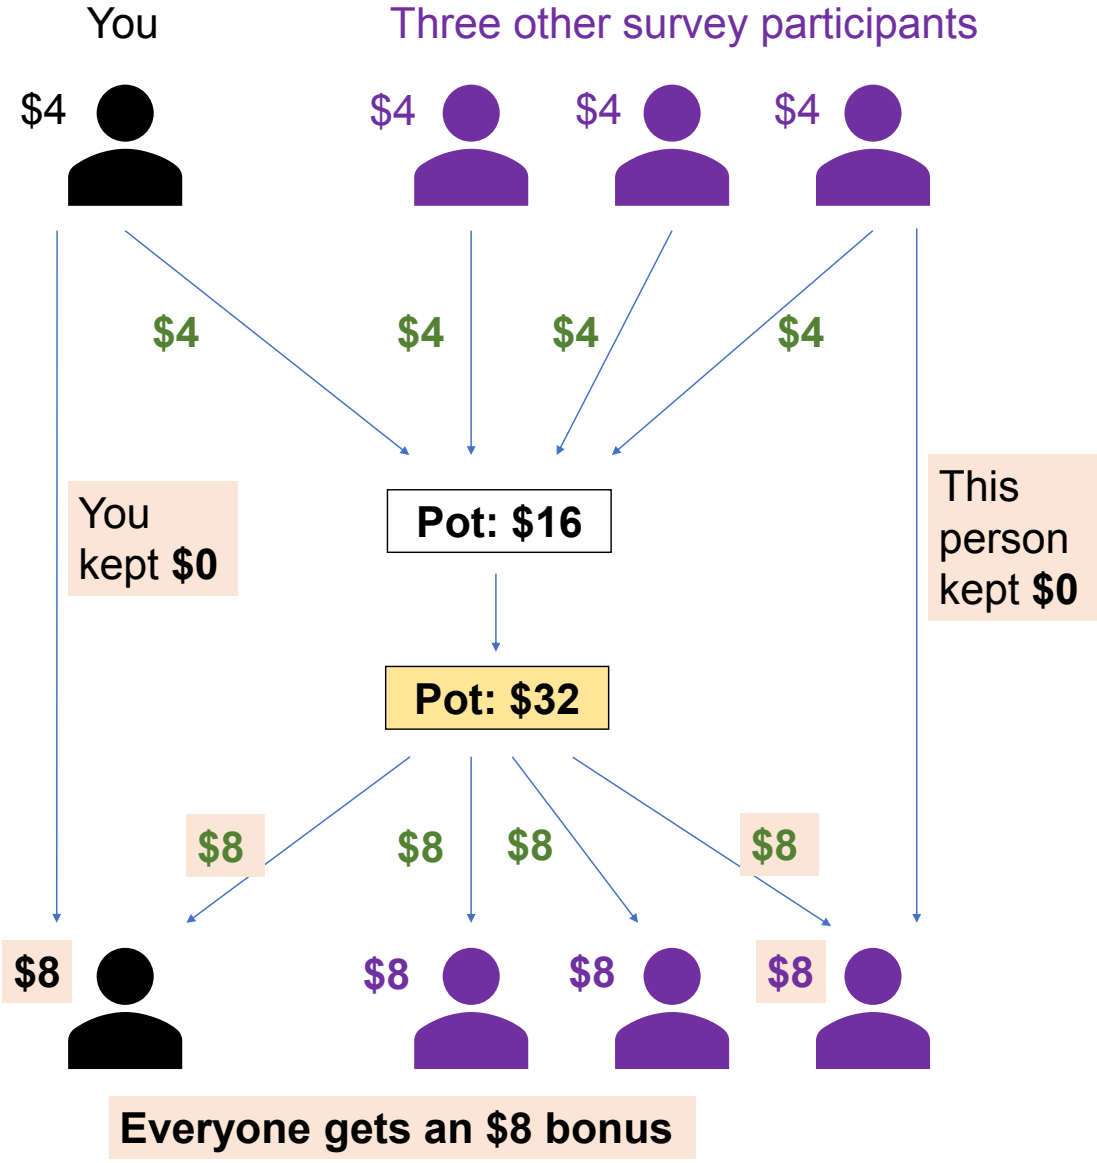 You
Three other survey participants
$4
$4
$4
$4
$4
$4
$4
$4
You
kept $0
This
person
kept $0
Pot: $16
Pot: $32
$8
$8
$8
$8
$8
$8
$8
$8
Everyone gets an $8 bonus